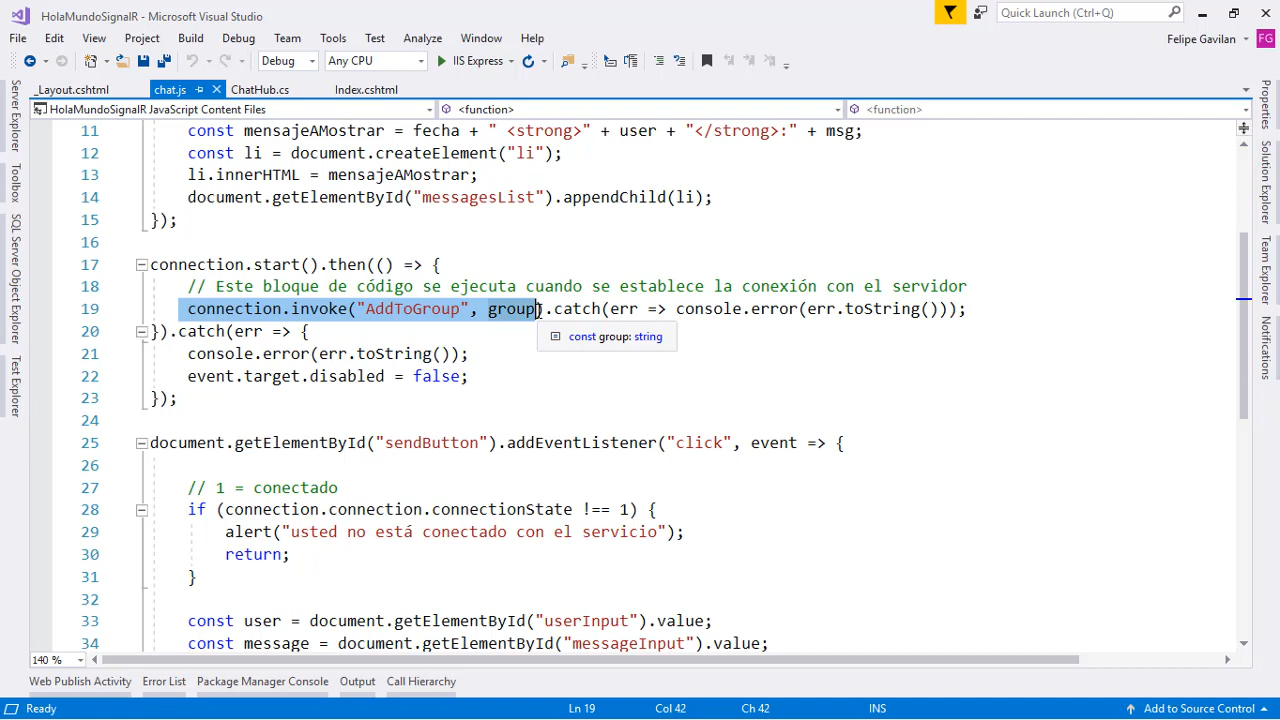 HolaMundoSignalR - Microsoft Visual Studio
Quick Launch (Ctrl+Q)
File Edit View Project Build Debug Team Tools Test Analyze Window Help
Felipe Gavilan FG
Debug Any CPU IIS Express
_Layout.cshtml chat.js ChatHub.cs Index.cshtml
HolaMundoSignalR JavaScript Content Files <function> <function>
Server Explorer
Toolbox
SQL Server Object Explorer
Test Explorer
11 const mensajeAMostrar = fecha + " <strong>" + user + "</strong>:" + msg;
12 const li = document.createElement("li");
13 li.innerHTML = mensajeAMostrar;
14 document.getElementById("messagesList").appendChild(li);
15 });
16
17 connection.start().then(() => {
18 // Este bloque de código se ejecuta cuando se establece la conexión con el servidor
19 connection.invoke("AddToGroup", group).catch(err => console.error(err.toString()));
20 }).catch(err => {
const group: string
21 console.error(err.toString());
22 event.target.disabled = false;
23 });
24
25 document.getElementById("sendButton").addEventListener("click", event => {
26
27 // 1 = conectado
28 if (connection.connection.connectionState !== 1) {
29 alert("usted no está conectado con el servicio");
30 return;
31 }
32
33 const user = document.getElementById("userInput").value;
34 const message = document.getElementById("messageInput").value;
Properties
Solution Explorer
Team Explorer
Notifications
140 %
Web Publish Activity Error List Package Manager Console Output Call Hierarchy
Ready Ln 19 Col 42 Ch 42 INS Add to Source Control